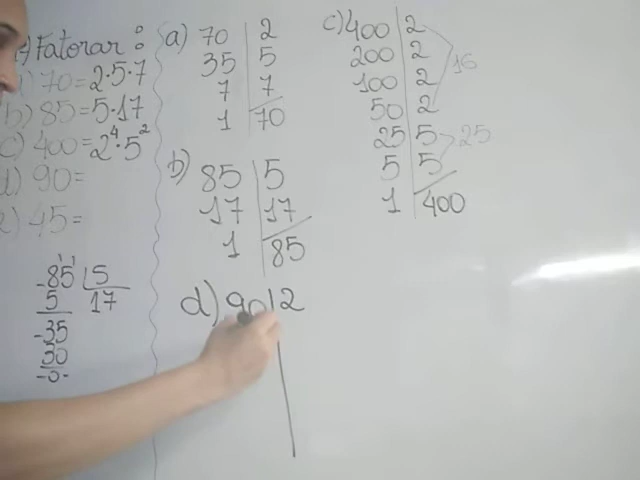 Fatorar:
) 70=2·5·7
b) 85=5·17
c) 400=2⁴·5²
d) 90=
e) 45=
-85 | 5
5 17
-35
30
-0-
a) 70 | 2
35 | 5
7 | 7
1 | 70
b) 85 | 5
17 | 17
1 | 85
d) 90 | 2
c) 400 | 2
200 | 2
100 | 2 16
50 | 2
25 | 5 25
5 | 5
1 | 400